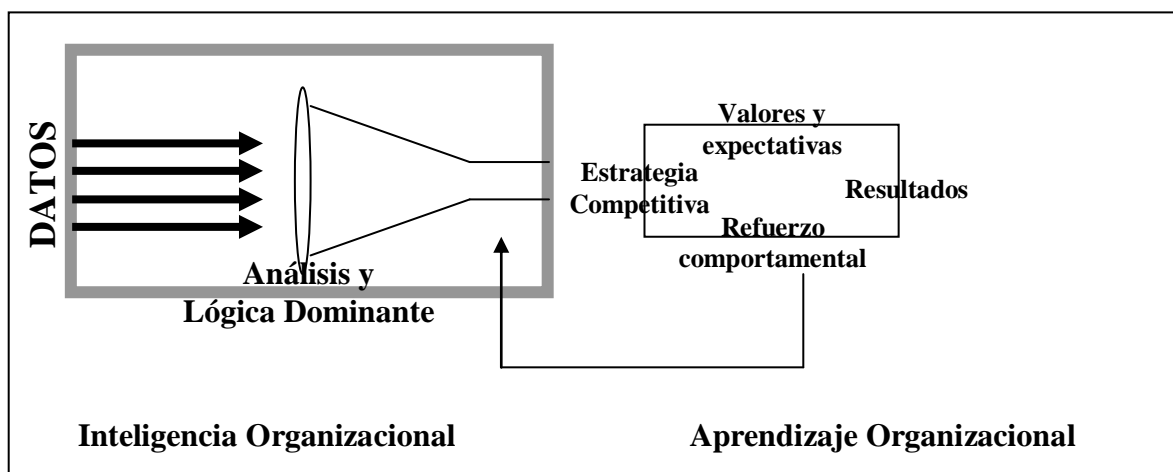 DATOS
Análisis y
Lógica Dominante
Estrategia
Competitiva
Valores y
expectativas
Resultados
Refuerzo
comportamental
Inteligencia Organizacional
Aprendizaje Organizacional